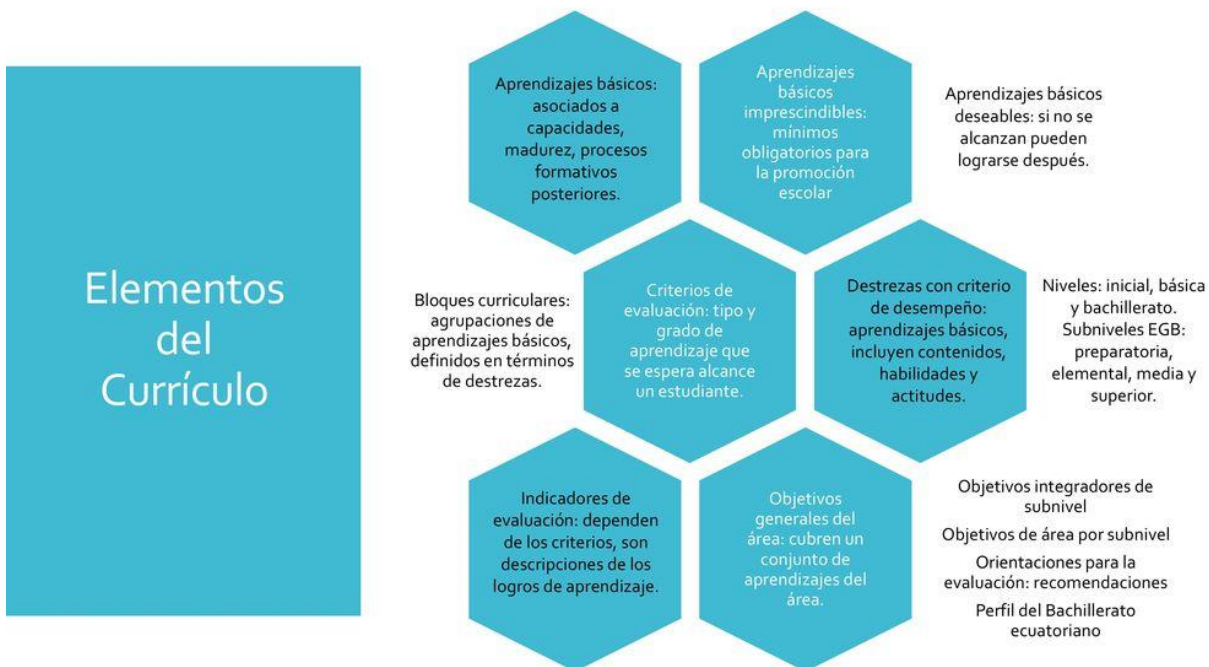 Elementos
del
Currículo
Aprendizajes básicos:
asociados a
capacidades,
madurez, procesos
formativos
posteriores.
Aprendizajes
básicos
imprescindibles:
mínimos
obligatorios para
la promoción
escolar
Aprendizajes básicos
deseables: si no se
alcanzan pueden
lograrse después.
Bloques curriculares:
agrupaciones de
aprendizajes básicos,
definidos en términos
de destrezas.
Criterios de
evaluación: tipo y
grado de
aprendizaje que
se espera alcance
un estudiante.
Destrezas con criterio
de desempeño:
aprendizajes básicos,
incluyen contenidos,
habilidades y
actitudes.
Niveles: inicial, básica
y bachillerato.
Subniveles EGB:
preparatoria,
elemental, media y
superior.
Indicadores de
evaluación: dependen
de los criterios, son
descripciones de los
logros de aprendizaje.
Objetivos
generales del
área: cubren un
conjunto de
aprendizajes del
área.
Objetivos integradores de
subnivel
Objetivos de área por subnivel
Orientaciones para la
evaluación: recomendaciones
Perfil del Bachillerato
ecuatoriano